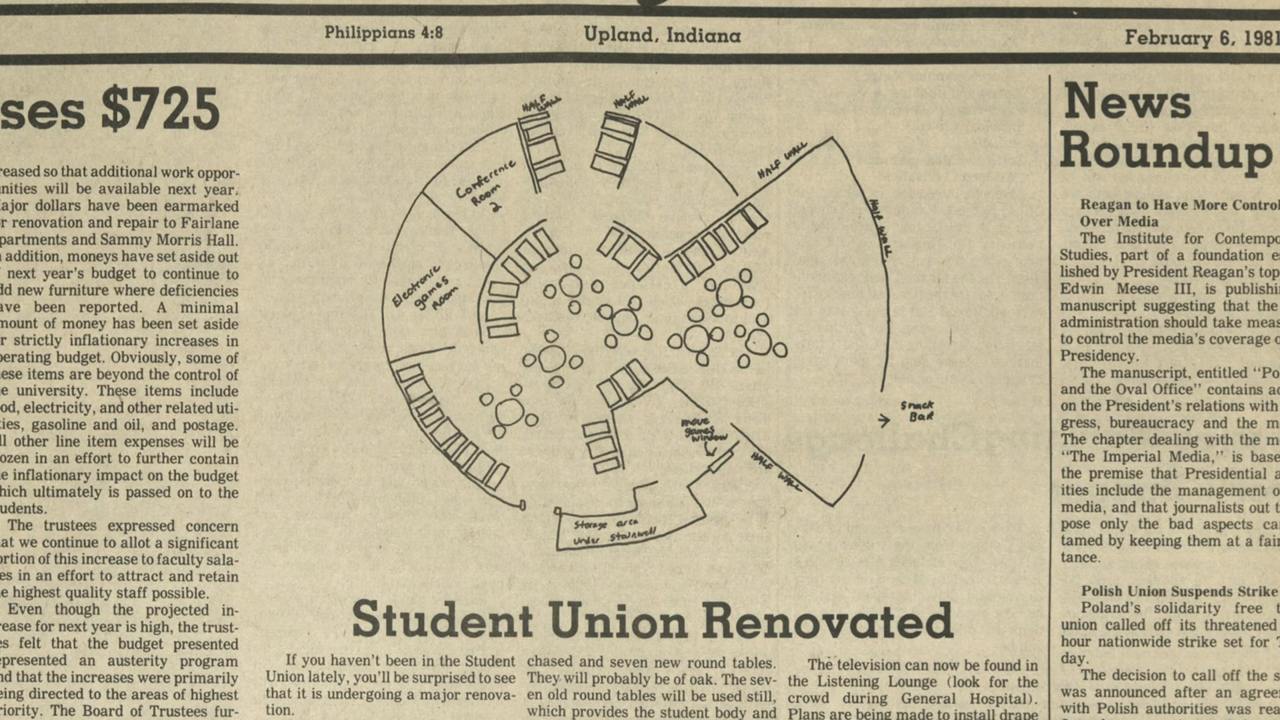 Philippians 4:8
Upland, Indiana
February 6, 1981
ses $725
reased so that additional work oppor-
nities will be available next year.
ajor dollars have been earmarked
r renovation and repair to Fairlane
partments and Sammy Morris Hall.
addition, moneys have set aside out
next year's budget to continue to
dd new furniture where deficiencies
ave been reported. A minimal
mount of money has been set aside
r strictly inflationary increases in
perating budget. Obviously, some of
ese items are beyond the control of
e university. These items include
od, electricity, and other related uti-
ties, gasoline and oil, and postage.
ll other line item expenses will be
ozen in an effort to further contain
e inflationary impact on the budget
hich ultimately is passed on to the
udents.
The trustees expressed concern
at we continue to allot a significant
ortion of this increase to faculty sala-
es in an effort to attract and retain
e highest quality staff possible.
Even though the projected in-
rease for next year is high, the trust-
es felt that the budget presented
epresented an austerity program
nd that the increases were primarily
eing directed to the areas of highest
riority. The Board of Trustees fur-
HALF WALL
HALF WALL
HALF WALL
HALF WALL
Conference
Room
2
Electronic
games
Room
move
games
window
HALF WALL
Snack
Bar
Storage area
under Stairwell
Student Union Renovated
If you haven't been in the Student
Union lately, you'll be surprised to see
that it is undergoing a major renova-
tion.
chased and seven new round tables.
They will probably be of oak. The sev-
en old round tables will be used still,
which provides the student body and
The television can now be found in
the Listening Lounge (look for the
crowd during General Hospital).
Plans are being made to install drape
News
Roundup
Reagan to Have More Control
Over Media
The Institute for Contempo
Studies, part of a foundation es
lished by President Reagan's top
Edwin Meese III, is publishin
manuscript suggesting that the
administration should take meas
to control the media's coverage o
Presidency.
The manuscript, entitled "Po
and the Oval Office" contains ad
on the President's relations with
gress, bureaucracy and the m
The chapter dealing with the m
"The Imperial Media," is base
the premise that Presidential a
ities include the management o
media, and that journalists out t
pose only the bad aspects ca
tamed by keeping them at a fair
tance.
Polish Union Suspends Strike
Poland's solidarity free t
union called off its threatened
hour nationwide strike set for T
day.
The decision to call off the s
was announced after an agree
with Polish authorities was rea